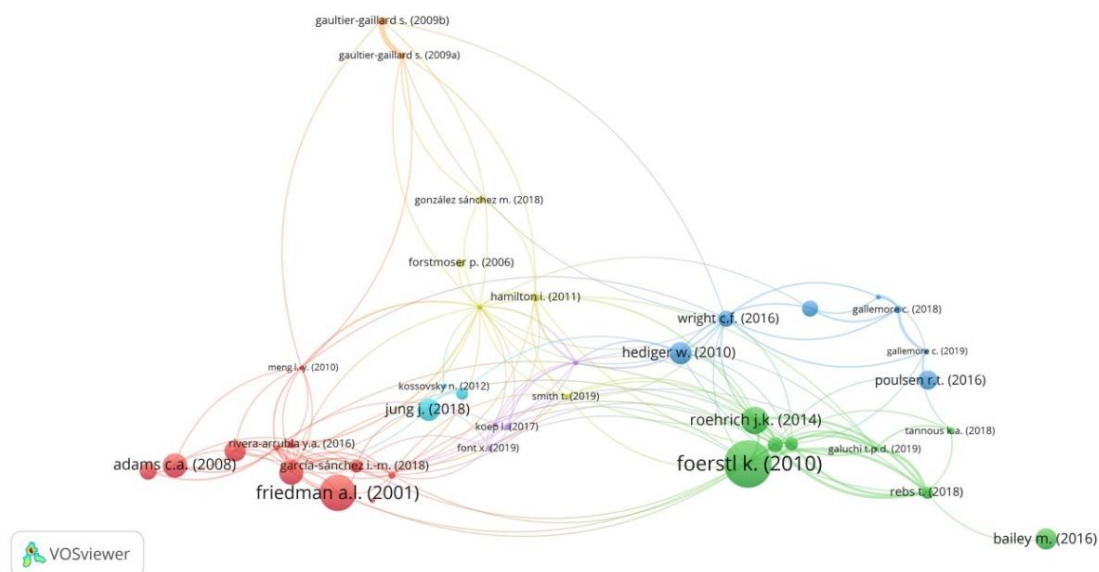 gaultier-gaillard s. (2009b)
gaultier-gaillard s. (2009a)
gonzález sánchez m. (2018)
forstmoser p. (2006)
hamilton i. (2011)
gallemore c. (2018)
wright c.f. (2016)
hediger w. (2010)
gallemore c. (2019)
meng l.-y. (2010)
poulsen r.t. (2016)
kossovsky n. (2012)
smith t. (2019)
jung j. (2018)
roehrich j.k. (2014)
koep l. (2017)
tannous k.a. (2018)
rivera-arrubla y.a. (2016)
font x. (2019)
galuchi t.p.d. (2019)
adams c.a. (2008)
garcía-sánchez i.-m. (2018)
foerstl k. (2010)
friedman a.l. (2001)
rebs t. (2018)
bailey m. (2016)
VOSviewer